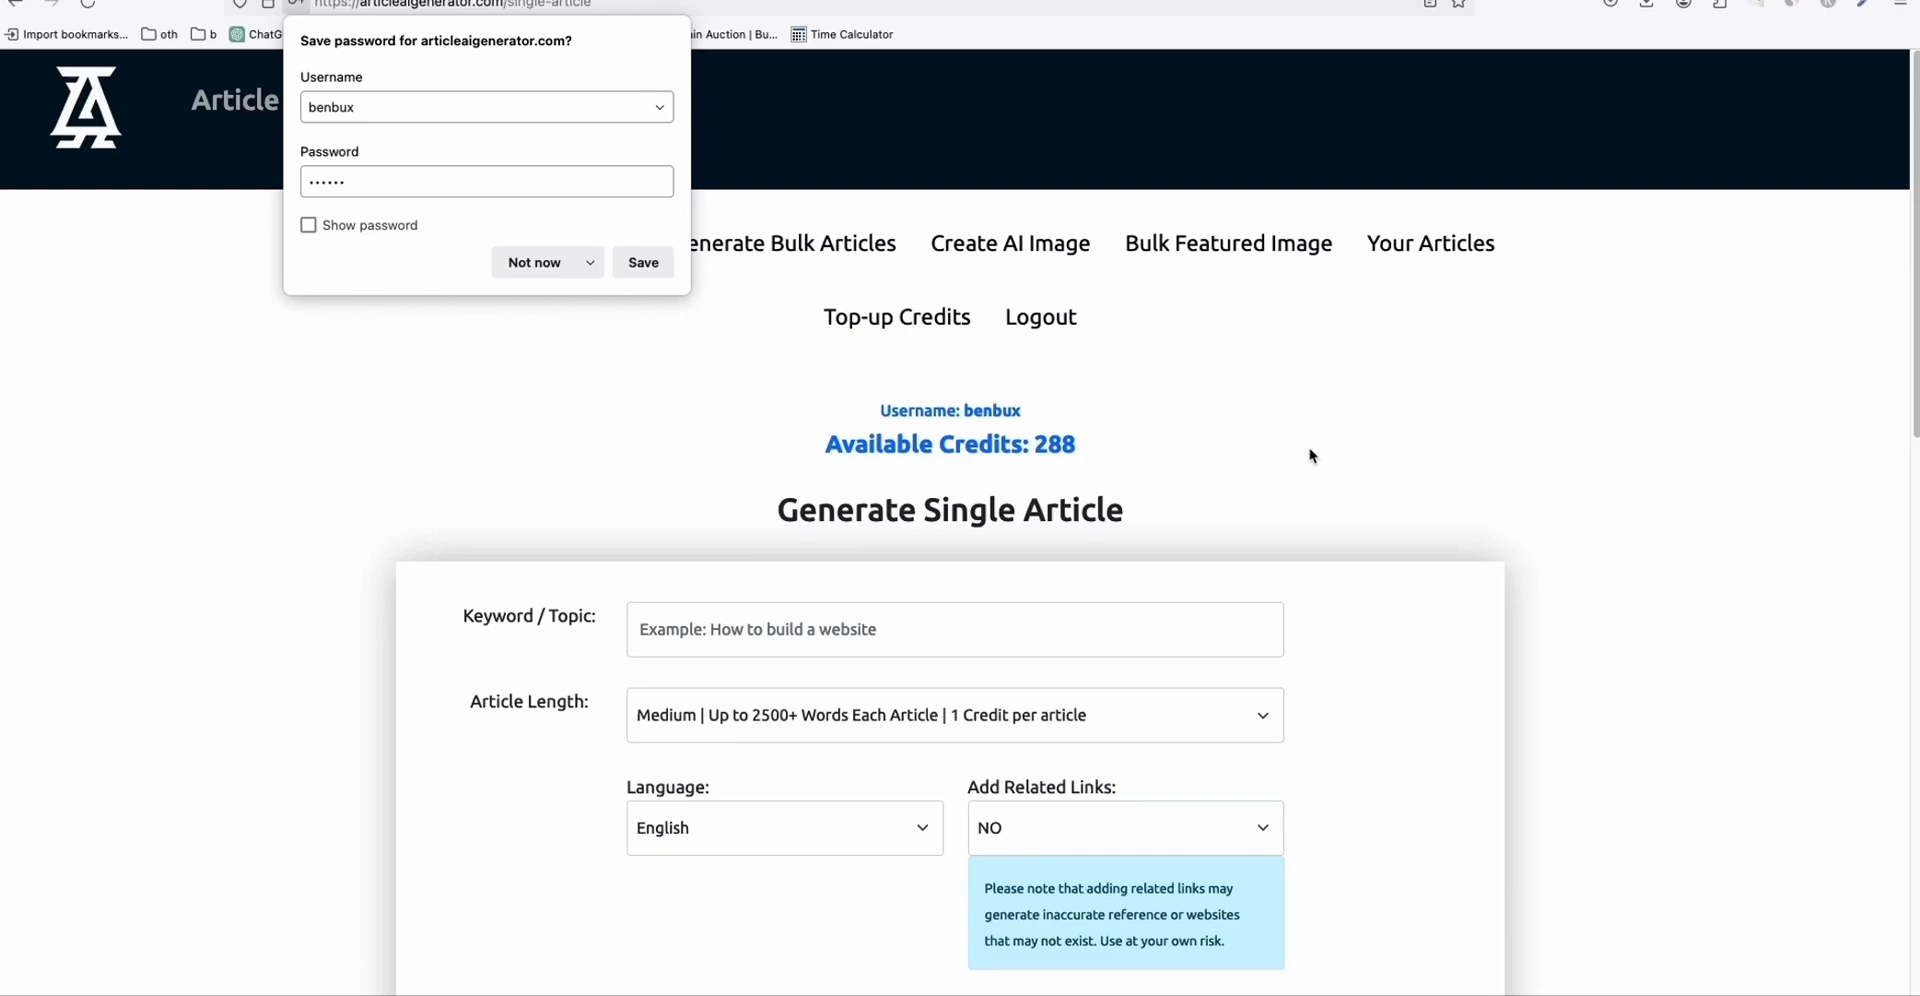 https://articleaigenerator.com/single-article
Import bookmarks...
oth
b
ChatG
in Auction | Bu...
Time Calculator
Save password for articleaigenerator.com?
Username
benbux
Password
••••••
Show password
Not now
Save
Article
enerate Bulk Articles
Create AI Image
Bulk Featured Image
Your Articles
Top-up Credits
Logout
Username: benbux
Available Credits: 288
Generate Single Article
Keyword / Topic:
Example: How to build a website
Article Length:
Medium | Up to 2500+ Words Each Article | 1 Credit per article
Language:
Add Related Links:
English
NO
Please note that adding related links may
generate inaccurate reference or websites
that may not exist. Use at your own risk.